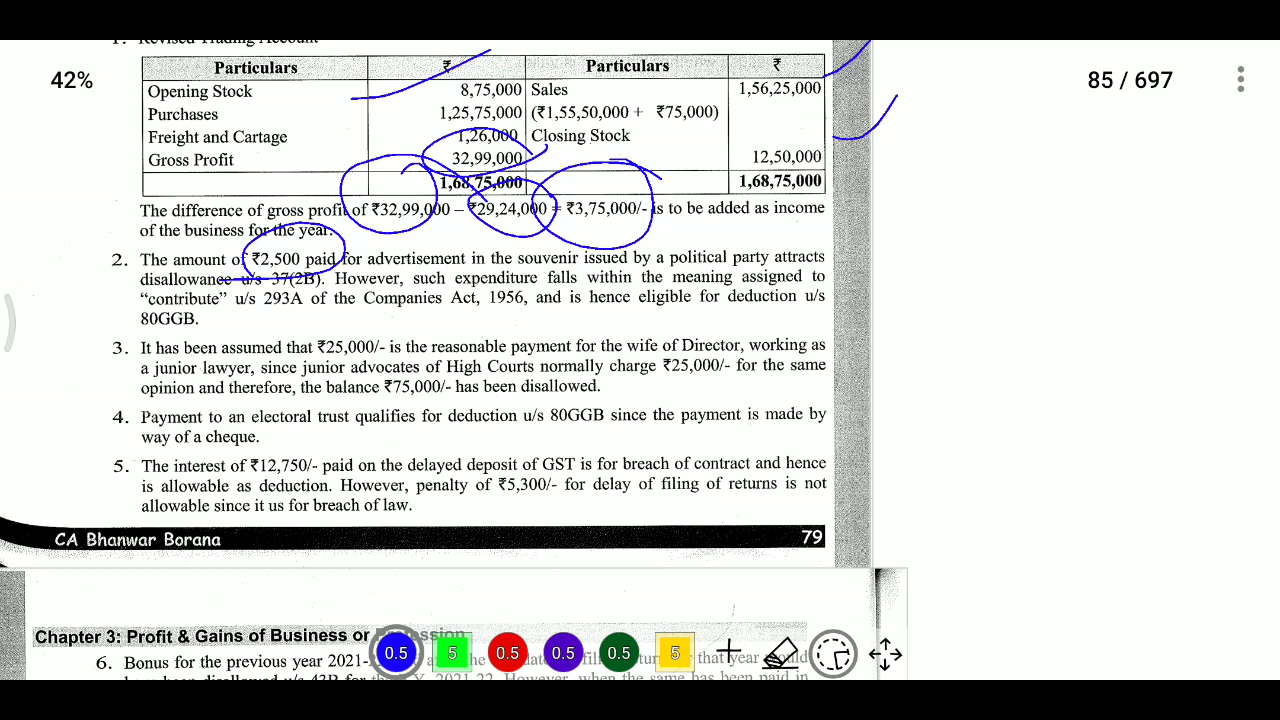 1. Revised Trading Account
42%
85 / 697
Particulars ₹ Particulars ₹
Opening Stock 8,75,000 Sales 1,56,25,000
Purchases 1,25,75,000 (₹1,55,50,000 + ₹75,000)
Freight and Cartage 1,26,000 Closing Stock
Gross Profit 32,99,000 12,50,000
1,68,75,000 1,68,75,000
The difference of gross profit of ₹32,99,000 – ₹29,24,000 = ₹3,75,000/- is to be added as income
of the business for the year.
2. The amount of ₹2,500 paid for advertisement in the souvenir issued by a political party attracts
disallowance u/s 37(2B). However, such expenditure falls within the meaning assigned to
“contribute” u/s 293A of the Companies Act, 1956, and is hence eligible for deduction u/s
80GGB.
3. It has been assumed that ₹25,000/- is the reasonable payment for the wife of Director, working as
a junior lawyer, since junior advocates of High Courts normally charge ₹25,000/- for the same
opinion and therefore, the balance ₹75,000/- has been disallowed.
4. Payment to an electoral trust qualifies for deduction u/s 80GGB since the payment is made by
way of a cheque.
5. The interest of ₹12,750/- paid on the delayed deposit of GST is for breach of contract and hence
is allowable as deduction. However, penalty of ₹5,300/- for delay of filing of returns is not
allowable since it us for breach of law.
CA Bhanwar Borana 79
Chapter 3: Profit & Gains of Business or Profession
0.5 5 0.5 0.5 0.5 5
6. Bonus for the previous year 2021- the that year would